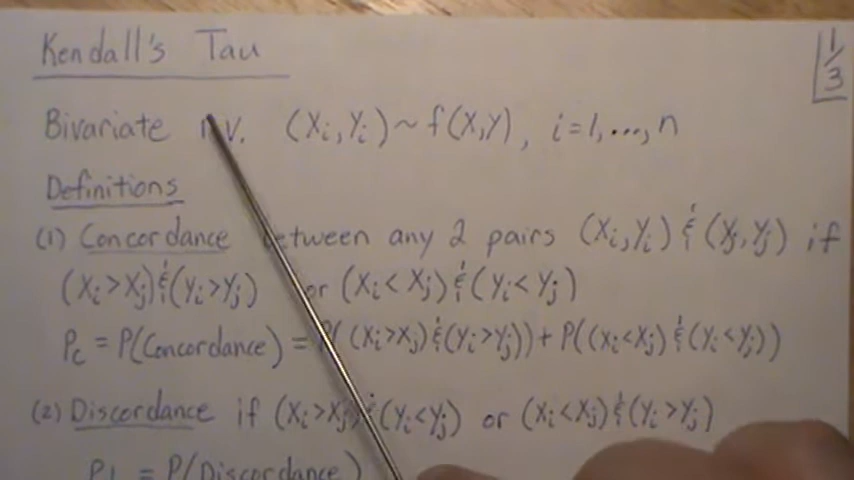 Kendall's Tau
1/3
Bivariate r.v. (Xi,Yi)~f(X,Y), i=1,...,n
Definitions
(1) Concordance between any 2 pairs (Xi,Yi) & (Yj,Yj) if
(Xi>Xj)&(Yi>Yj) or (Xi<Xj)&(Yi<Yj)
Pc = P(Concordance) = P((Xi>Xj)&(Yi>Yj))+P((Xi<Xj)&(Yi<Yj))
(2) Discordance if (Xi>Xj)&(Yi<Yj) or (Xi<Xj)&(Yi>Yj)
= P(Discordance)